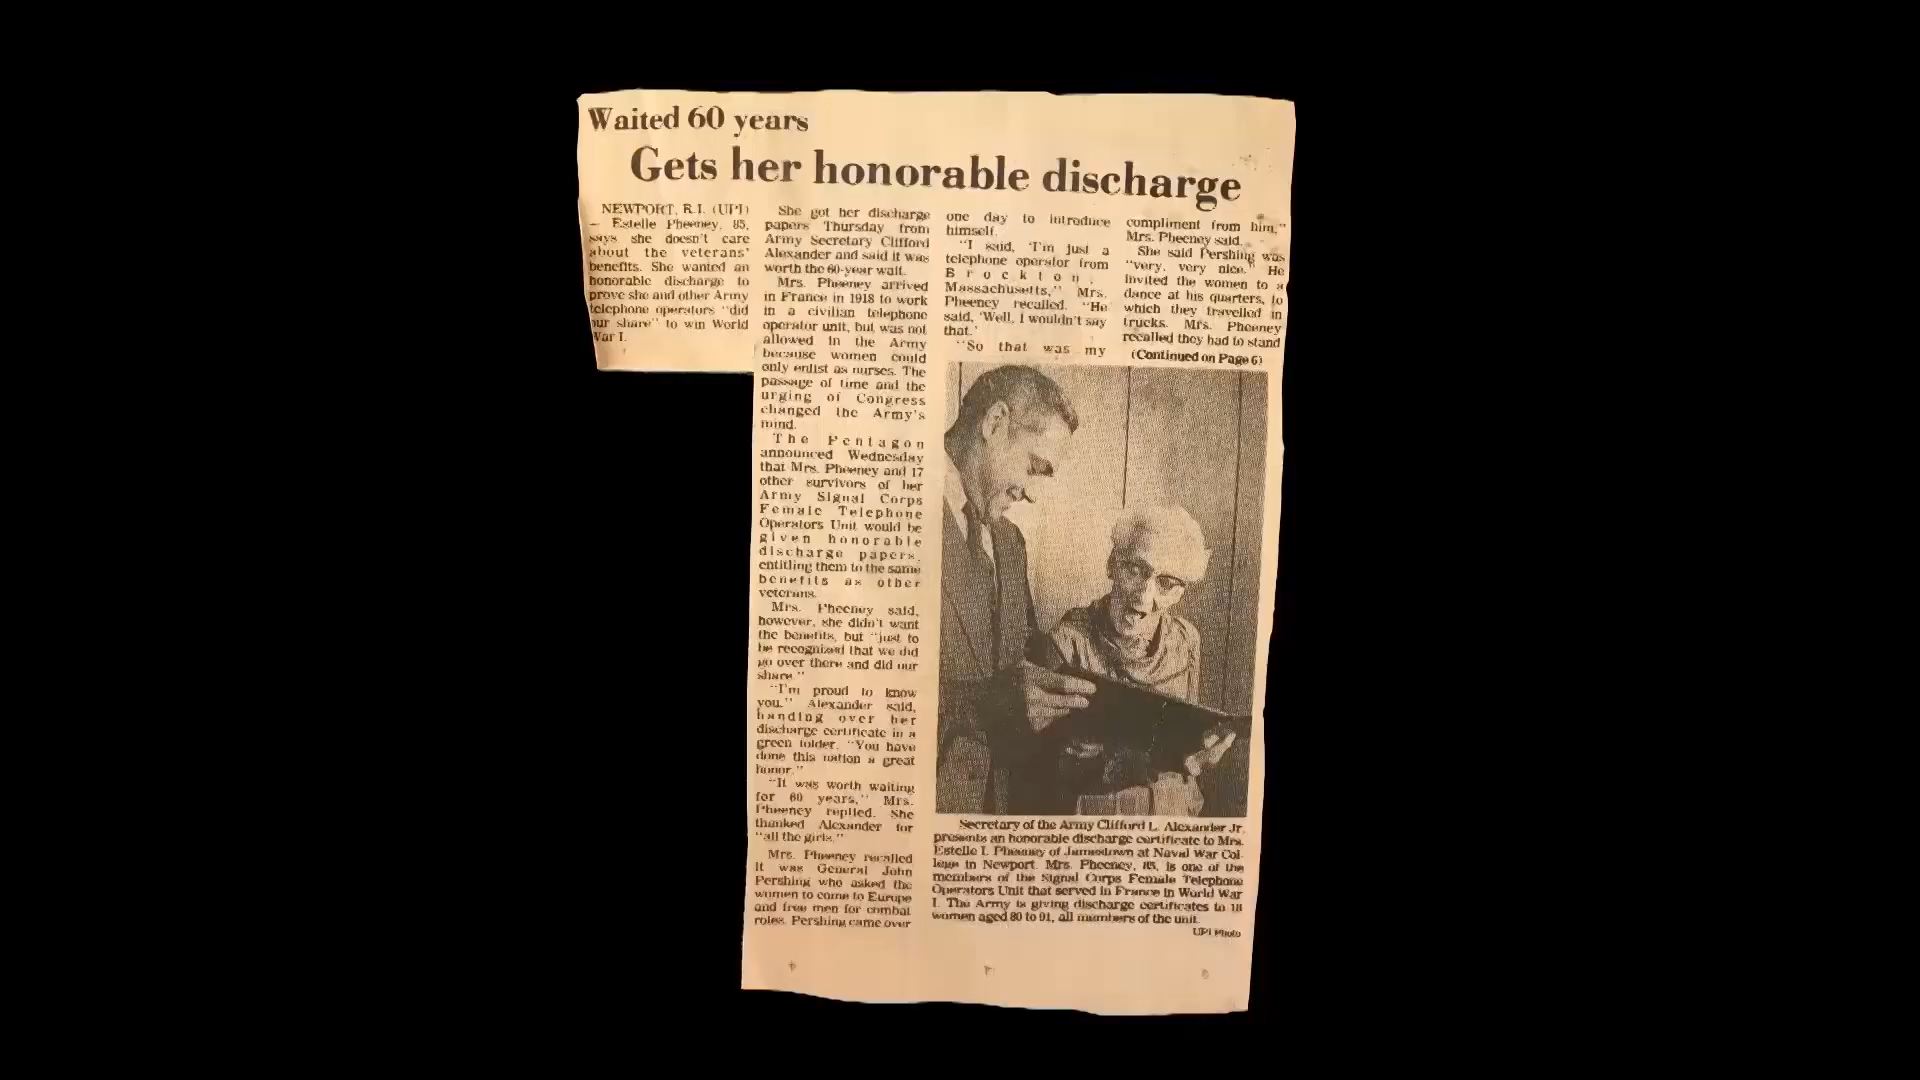 Waited 60 years
Gets her honorable discharge
NEWPORT, R.I. (UPI)
— Estelle Pheeney, 85,
says she doesn't care
about the veterans'
benefits. She wanted an
honorable discharge to
prove she and other Army
telephone operators "did
our share" to win World
War I.
She got her discharge
papers Thursday from
Army Secretary Clifford
Alexander and said it was
worth the 60-year wait.
Mrs. Pheeney arrived
in France in 1918 to work
in a civilian telephone
operator unit, but was not
allowed in the Army
because women could
only enlist as nurses. The
passage of time and the
urging of Congress
changed the Army's
mind.
The Pentagon
announced Wednesday
that Mrs. Pheeney and 17
other survivors of her
Army Signal Corps
Female Telephone
Operators Unit would be
given honorable
discharge papers,
entitling them to the same
benefits as other
veterans.
Mrs. Pheeney said,
however, she didn't want
the benefits, but "just to
be recognized that we did
go over there and did our
share."
"I'm proud to know
you," Alexander said,
handing over her
discharge certificate in a
green folder. "You have
done this nation a great
honor."
"It was worth waiting
for 60 years," Mrs.
Pheeney replied. She
thanked Alexander for
"all the girls."
Mrs. Pheeney recalled
it was General John
Pershing who asked the
women to come to Europe
and free men for combat
roles. Pershing came over
one day to introduce
himself.
"I said, 'I'm just a
telephone operator from
Brockton,
Massachusetts,'" Mrs.
Pheeney recalled. "He
said, 'Well, I wouldn't say
that.'
"So that was my
compliment from him,"
Mrs. Pheeney said.
She said Pershing was
"very, very nice." He
invited the women to a
dance at his quarters, to
which they travelled in
trucks. Mrs. Pheeney
recalled they had to stand
(Continued on Page 6)
Secretary of the Army Clifford L. Alexander Jr.
presents an honorable discharge certificate to Mrs.
Estelle I. Pheeney of Jamestown at Naval War Col-
lege in Newport. Mrs. Pheeney, 85, is one of the
members of the Signal Corps Female Telephone
Operators Unit that served in France in World War
I. The Army is giving discharge certificates to 18
women aged 80 to 91, all members of the unit.
UPI Photo